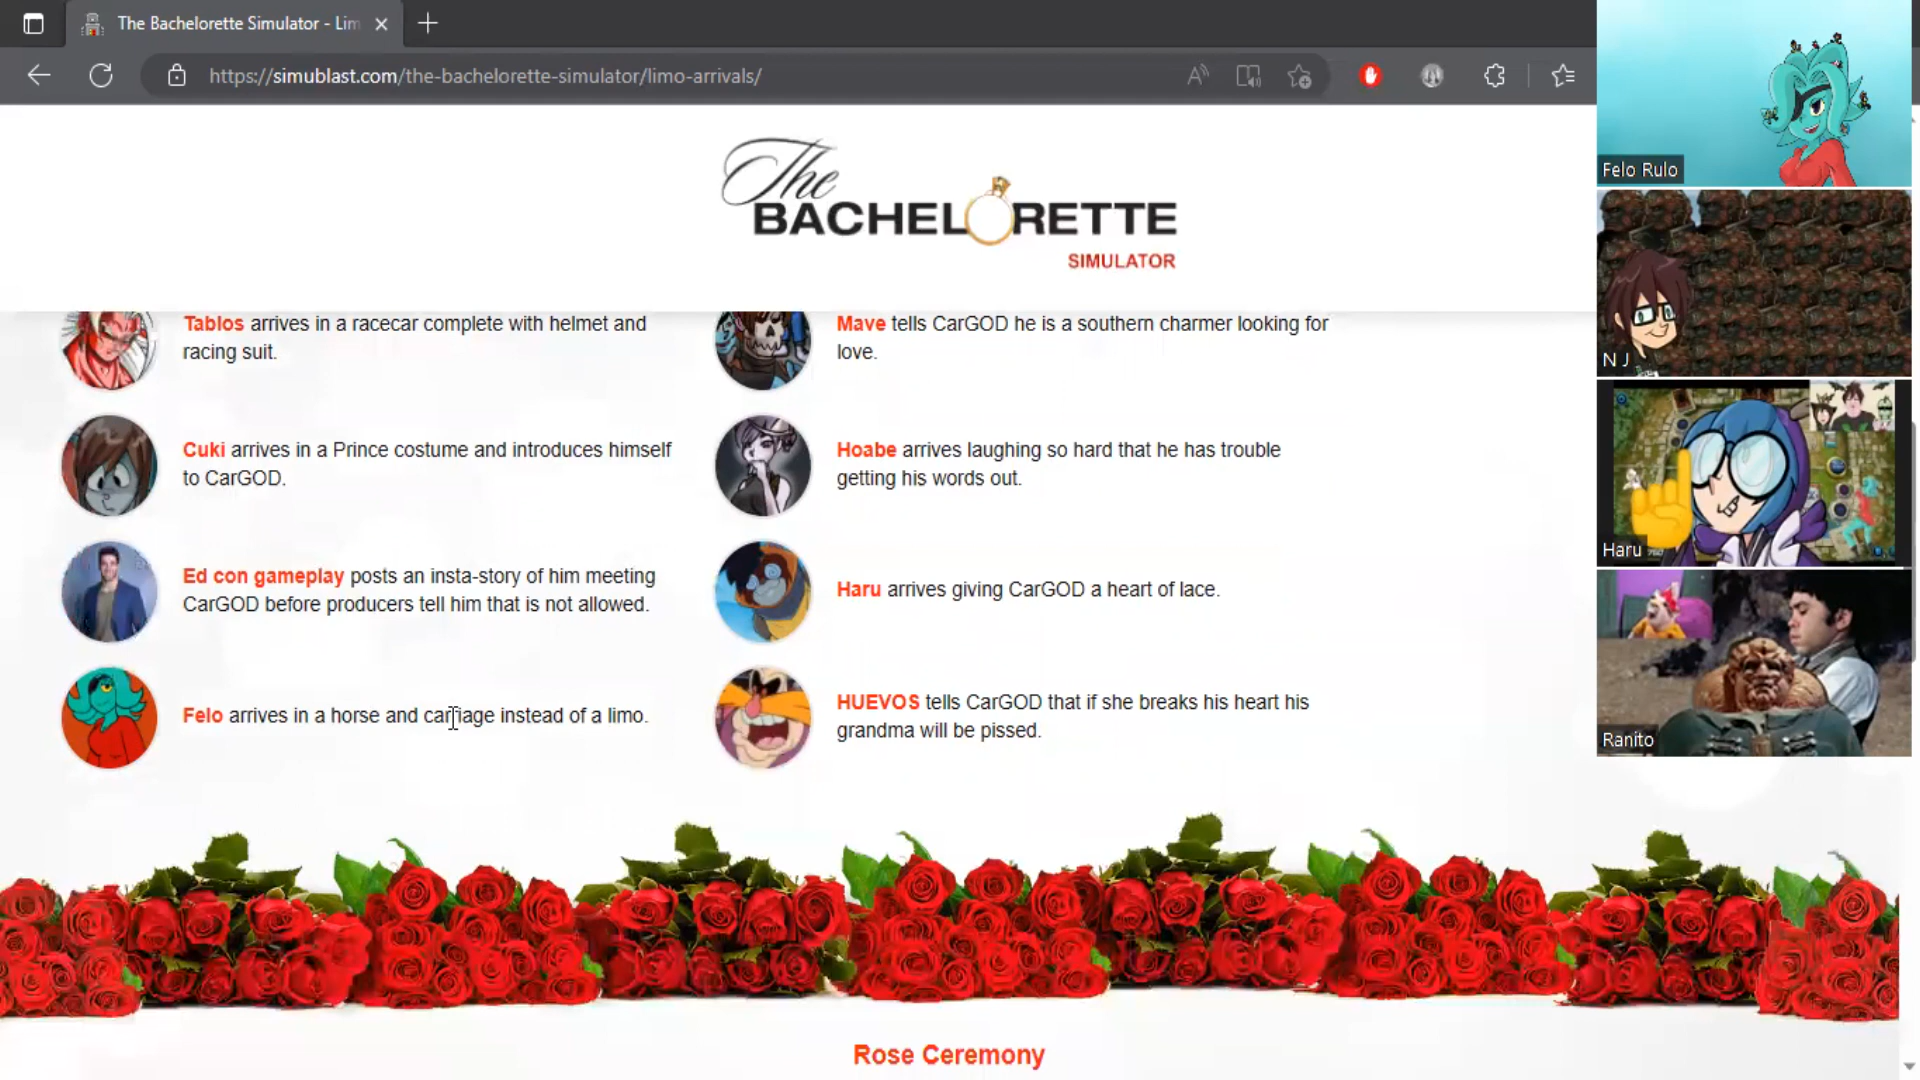 The Bachelorette Simulator - Lim
https://simublast.com/the-bachelorette-simulator/limo-arrivals/
The
BACHELORETTE
SIMULATOR
Tablos arrives in a racecar complete with helmet and
racing suit.
Mave tells CarGOD he is a southern charmer looking for
love.
Cuki arrives in a Prince costume and introduces himself
to CarGOD.
Hoabe arrives laughing so hard that he has trouble
getting his words out.
Ed con gameplay posts an insta-story of him meeting
CarGOD before producers tell him that is not allowed.
Haru arrives giving CarGOD a heart of lace.
Felo arrives in a horse and carriage instead of a limo.
HUEVOS tells CarGOD that if she breaks his heart his
grandma will be pissed.
Rose Ceremony
Felo Rulo
N J
Haru
Ranito